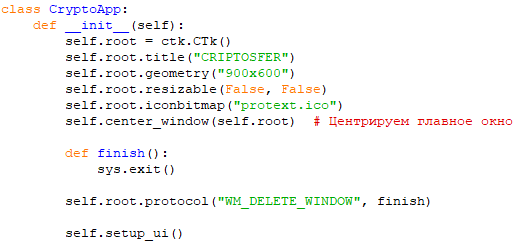 class CryptoApp:
    def __init__(self):
        self.root = ctk.CTk()
        self.root.title("CRIPTOSFER")
        self.root.geometry("900x600")
        self.root.resizable(False, False)
        self.root.iconbitmap("protext.ico")
        self.center_window(self.root)  # Центрируем главное окно

        def finish():
            sys.exit()

        self.root.protocol("WM_DELETE_WINDOW", finish)

        self.setup_ui()